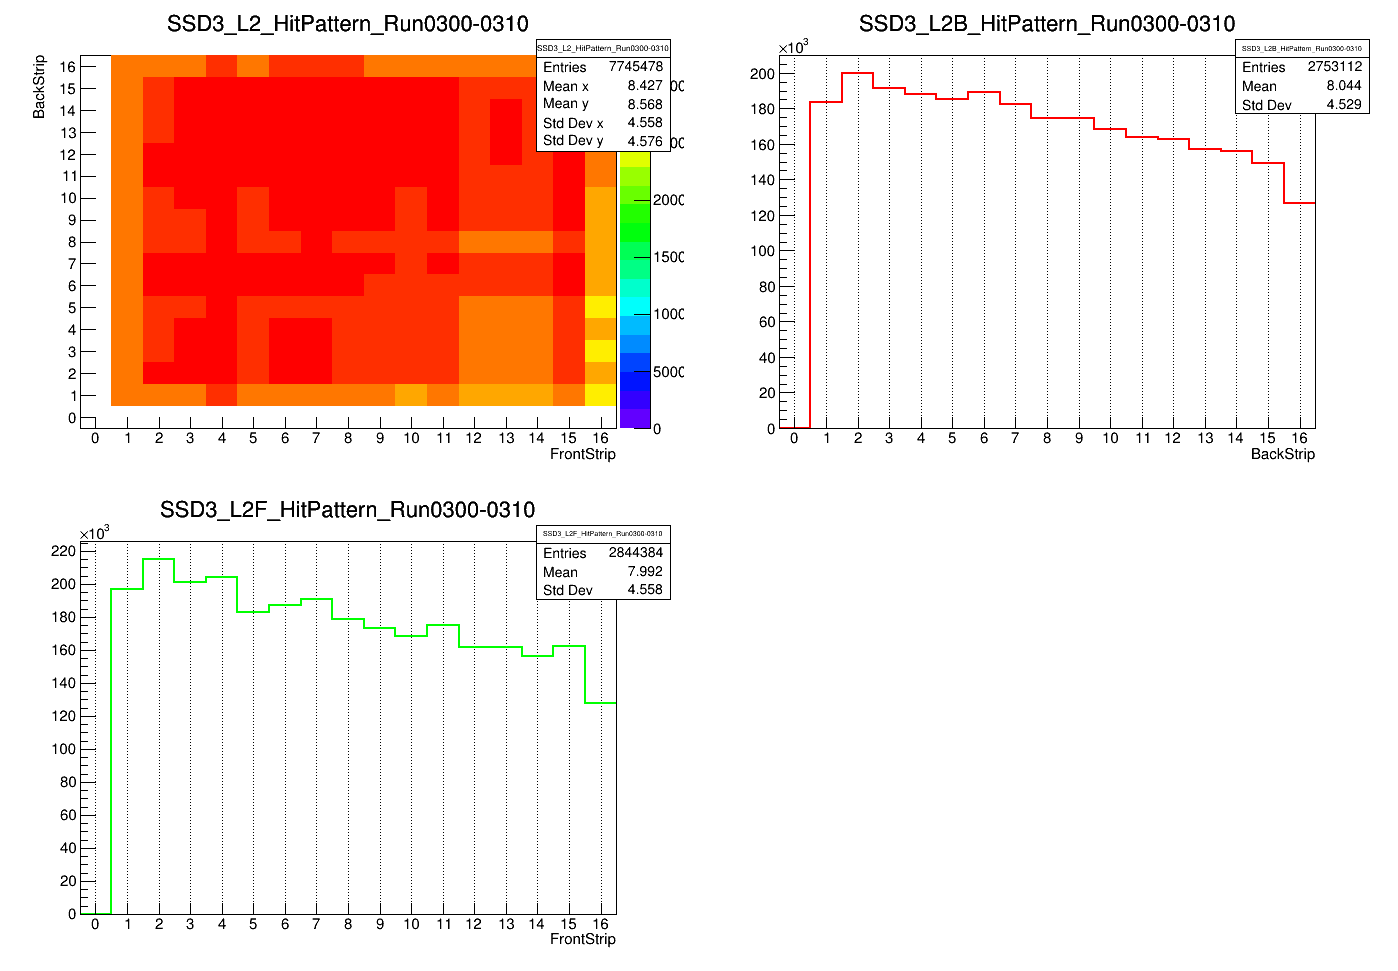 SSD3_L2_HitPattern_Run0300-0310
SSD3_L2_HitPattern_Run0300-0310
Entries 7745478
Mean x 8.427
Mean y 8.568
Std Dev x 4.558
Std Dev y 4.576
BackStrip
16
15
14
13
12
11
10
9
8
7
6
5
4
3
2
1
0
0 1 2 3 4 5 6 7 8 9 10 11 12 13 14 15 16
FrontStrip
2000
1500
1000
5000
0
SSD3_L2B_HitPattern_Run0300-0310
SSD3_L2B_HitPattern_Run0300-0310
Entries 2753112
Mean 8.044
Std Dev 4.529
×10³
200
180
160
140
120
100
80
60
40
20
0
0 1 2 3 4 5 6 7 8 9 10 11 12 13 14 15 16
BackStrip
SSD3_L2F_HitPattern_Run0300-0310
SSD3_L2F_HitPattern_Run0300-0310
Entries 2844384
Mean 7.992
Std Dev 4.558
×10³
220
200
180
160
140
120
100
80
60
40
20
0
0 1 2 3 4 5 6 7 8 9 10 11 12 13 14 15 16
FrontStrip